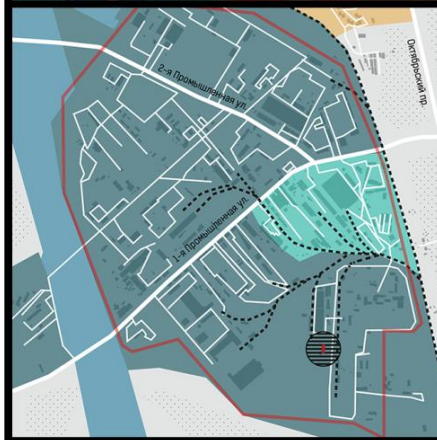 2-я Промышленная ул.
Октябрьский пр.
1-я Промышленная ул.